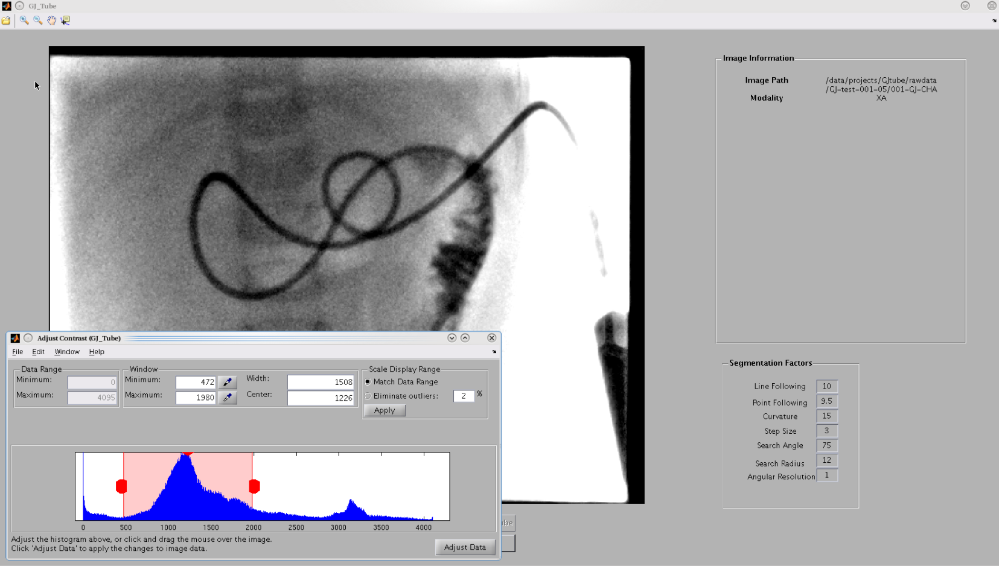 GJ_Tube
Image Information
Image Path
/data/projects/GJtube/rawdata
/GJ-test-001-05/001-GJ-CHA
Modality
XA
Adjust Contrast (GJ_Tube)
File Edit Window Help
Data Range
Minimum: 0
Maximum: 4095
Window
Minimum: 472
Maximum: 1980
Width: 1508
Center: 1226
Scale Display Range
Match Data Range
Eliminate outliers: 2 %
Apply
0 500 1000 1500 2000 2500 3000 3500 4000
Adjust the histogram above, or click and drag the mouse over the image.
Click 'Adjust Data' to apply the changes to image data.
Adjust Data
Segmentation Factors
Line Following 10
Point Following 9.5
Curvature 15
Step Size 3
Search Angle 75
Search Radius 12
Angular Resolution 1